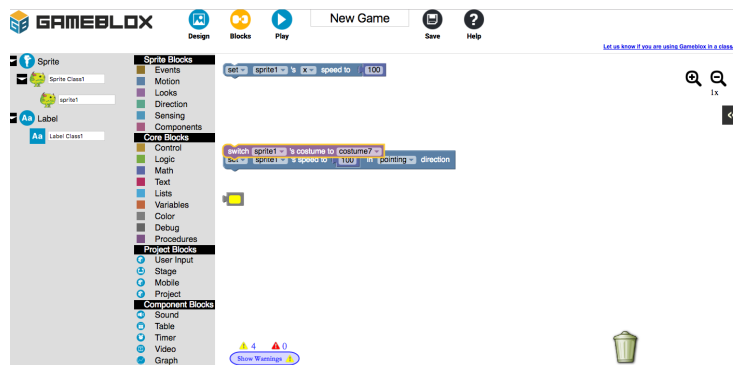 GAMEBLOX
New Game
Design
Blocks
Play
Save
Help
Let us know if you are using Gameblox in a class
Sprite
Sprite Class1
sprite1
Aa Label
Aa Label Class1
Sprite Blocks
Events
Motion
Looks
Direction
Sensing
Components
Core Blocks
Control
Logic
Math
Text
Lists
Variables
Color
Debug
Procedures
Project Blocks
User Input
Stage
Mobile
Project
Component Blocks
Sound
Table
Timer
Video
Graph
set sprite1 's x speed to 100
switch sprite1 's costume to costume7
set sprite1 's speed to 100 in pointing direction
1x
4 0
Show Warnings